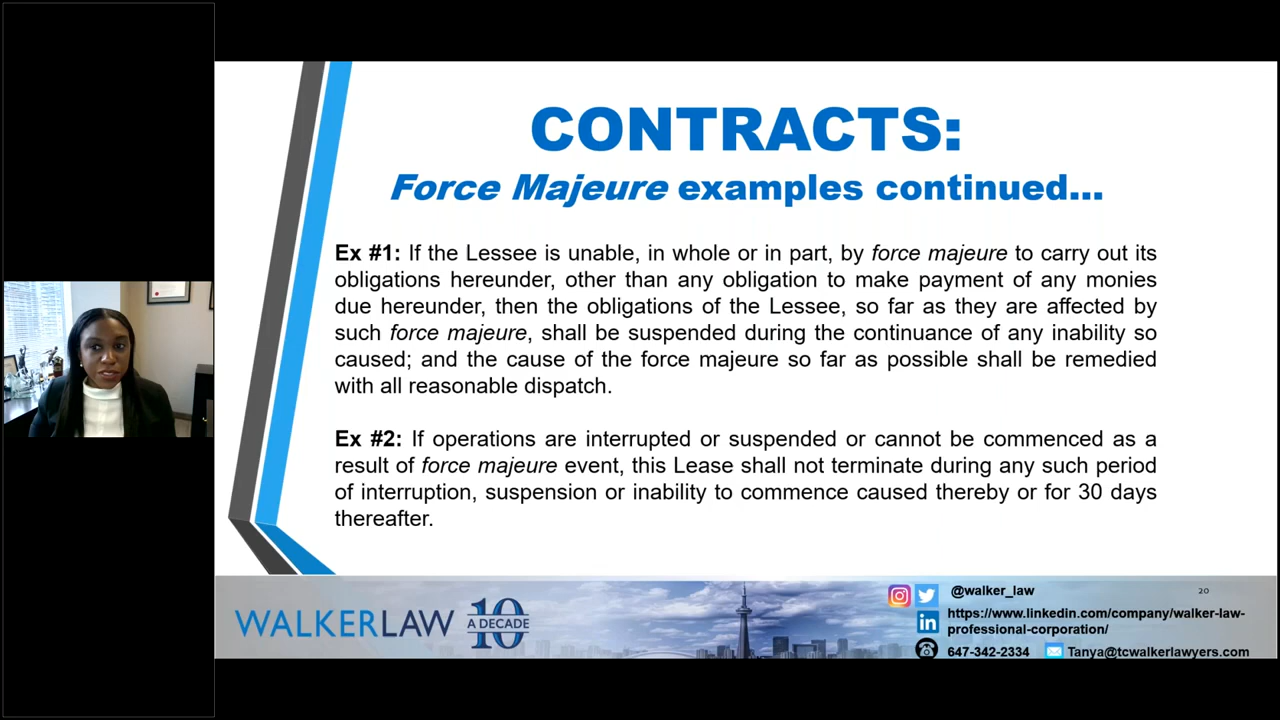 CONTRACTS:
Force Majeure examples continued...
Ex #1: If the Lessee is unable, in whole or in part, by force majeure to carry out its
obligations hereunder, other than any obligation to make payment of any monies
due hereunder, then the obligations of the Lessee, so far as they are affected by
such force majeure, shall be suspended during the continuance of any inability so
caused; and the cause of the force majeure so far as possible shall be remedied
with all reasonable dispatch.
Ex #2: If operations are interrupted or suspended or cannot be commenced as a
result of force majeure event, this Lease shall not terminate during any such period
of interruption, suspension or inability to commence caused thereby or for 30 days
thereafter.
WALKERLAW 10 A DECADE
@walker_law
20
https://www.linkedin.com/company/walker-law-
professional-corporation/
647-342-2334 Tanya@tcwalkerlawyers.com